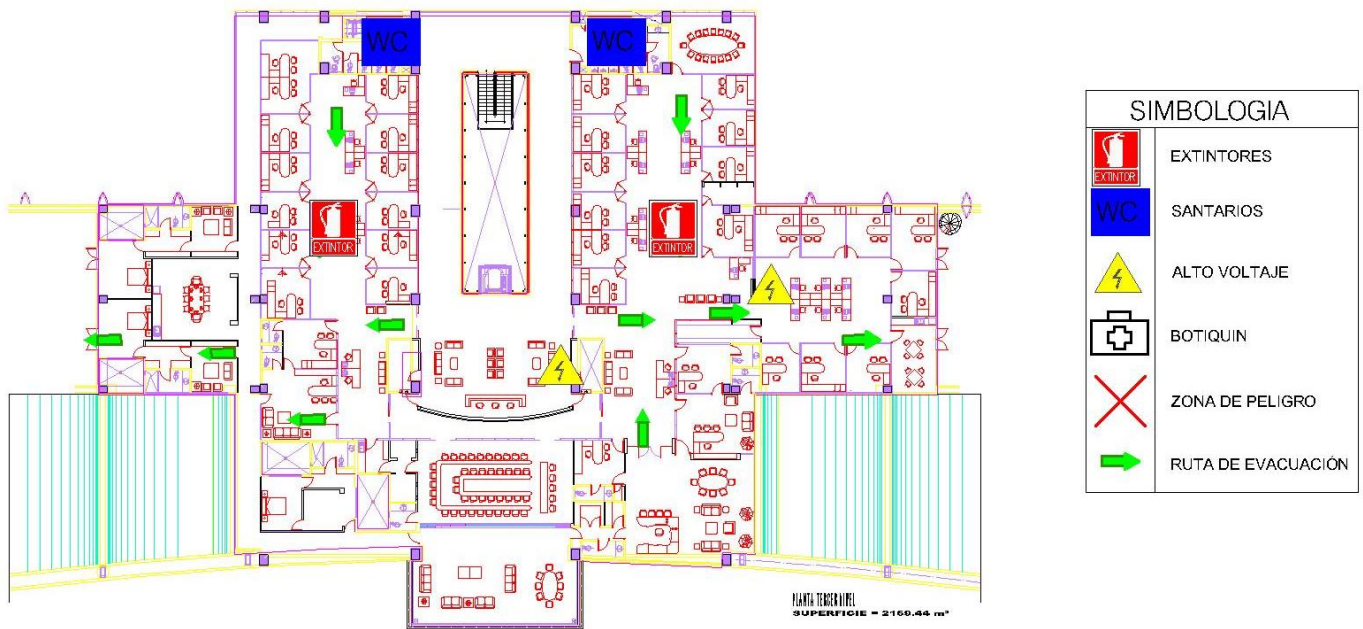 WC
WC
EXTINTOR
EXTINTOR
PLANTA TERCER NIVEL
SUPERFICIE = 2160.44 m²
SIMBOLOGIA
EXTINTOR
EXTINTORES
WC
SANTARIOS
ALTO VOLTAJE
BOTIQUIN
ZONA DE PELIGRO
RUTA DE EVACUACIÓN